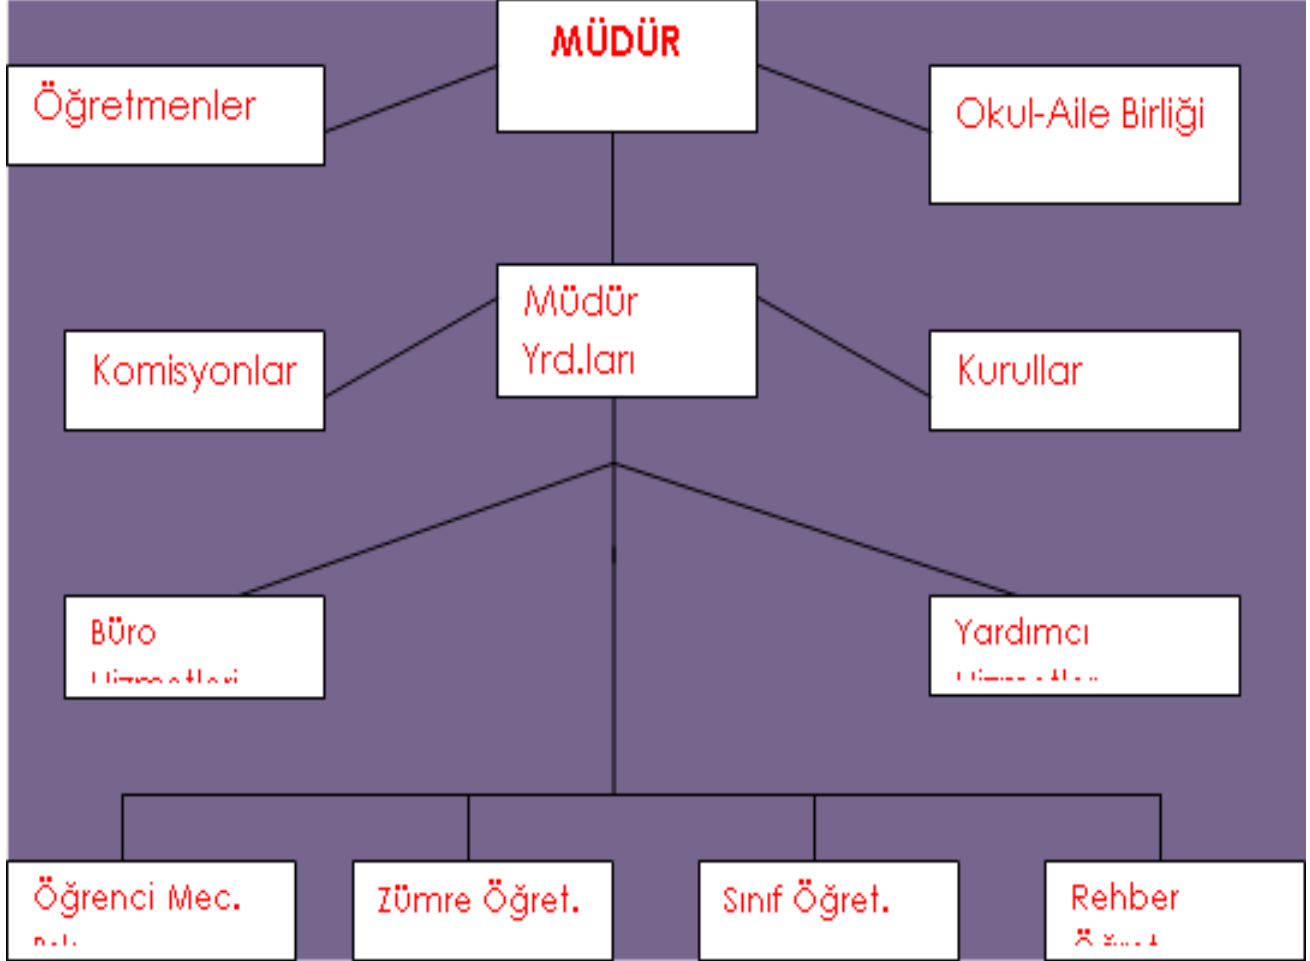 MÜDÜR
Öğretmenler
Okul-Aile Birliği
Müdür
Yrd.ları
Komisyonlar
Kurullar
Büro
Hizmetleri
Yardımcı
Öğrenci Mec.
Zümre Öğret.
Sınıf Öğret.
Rehber